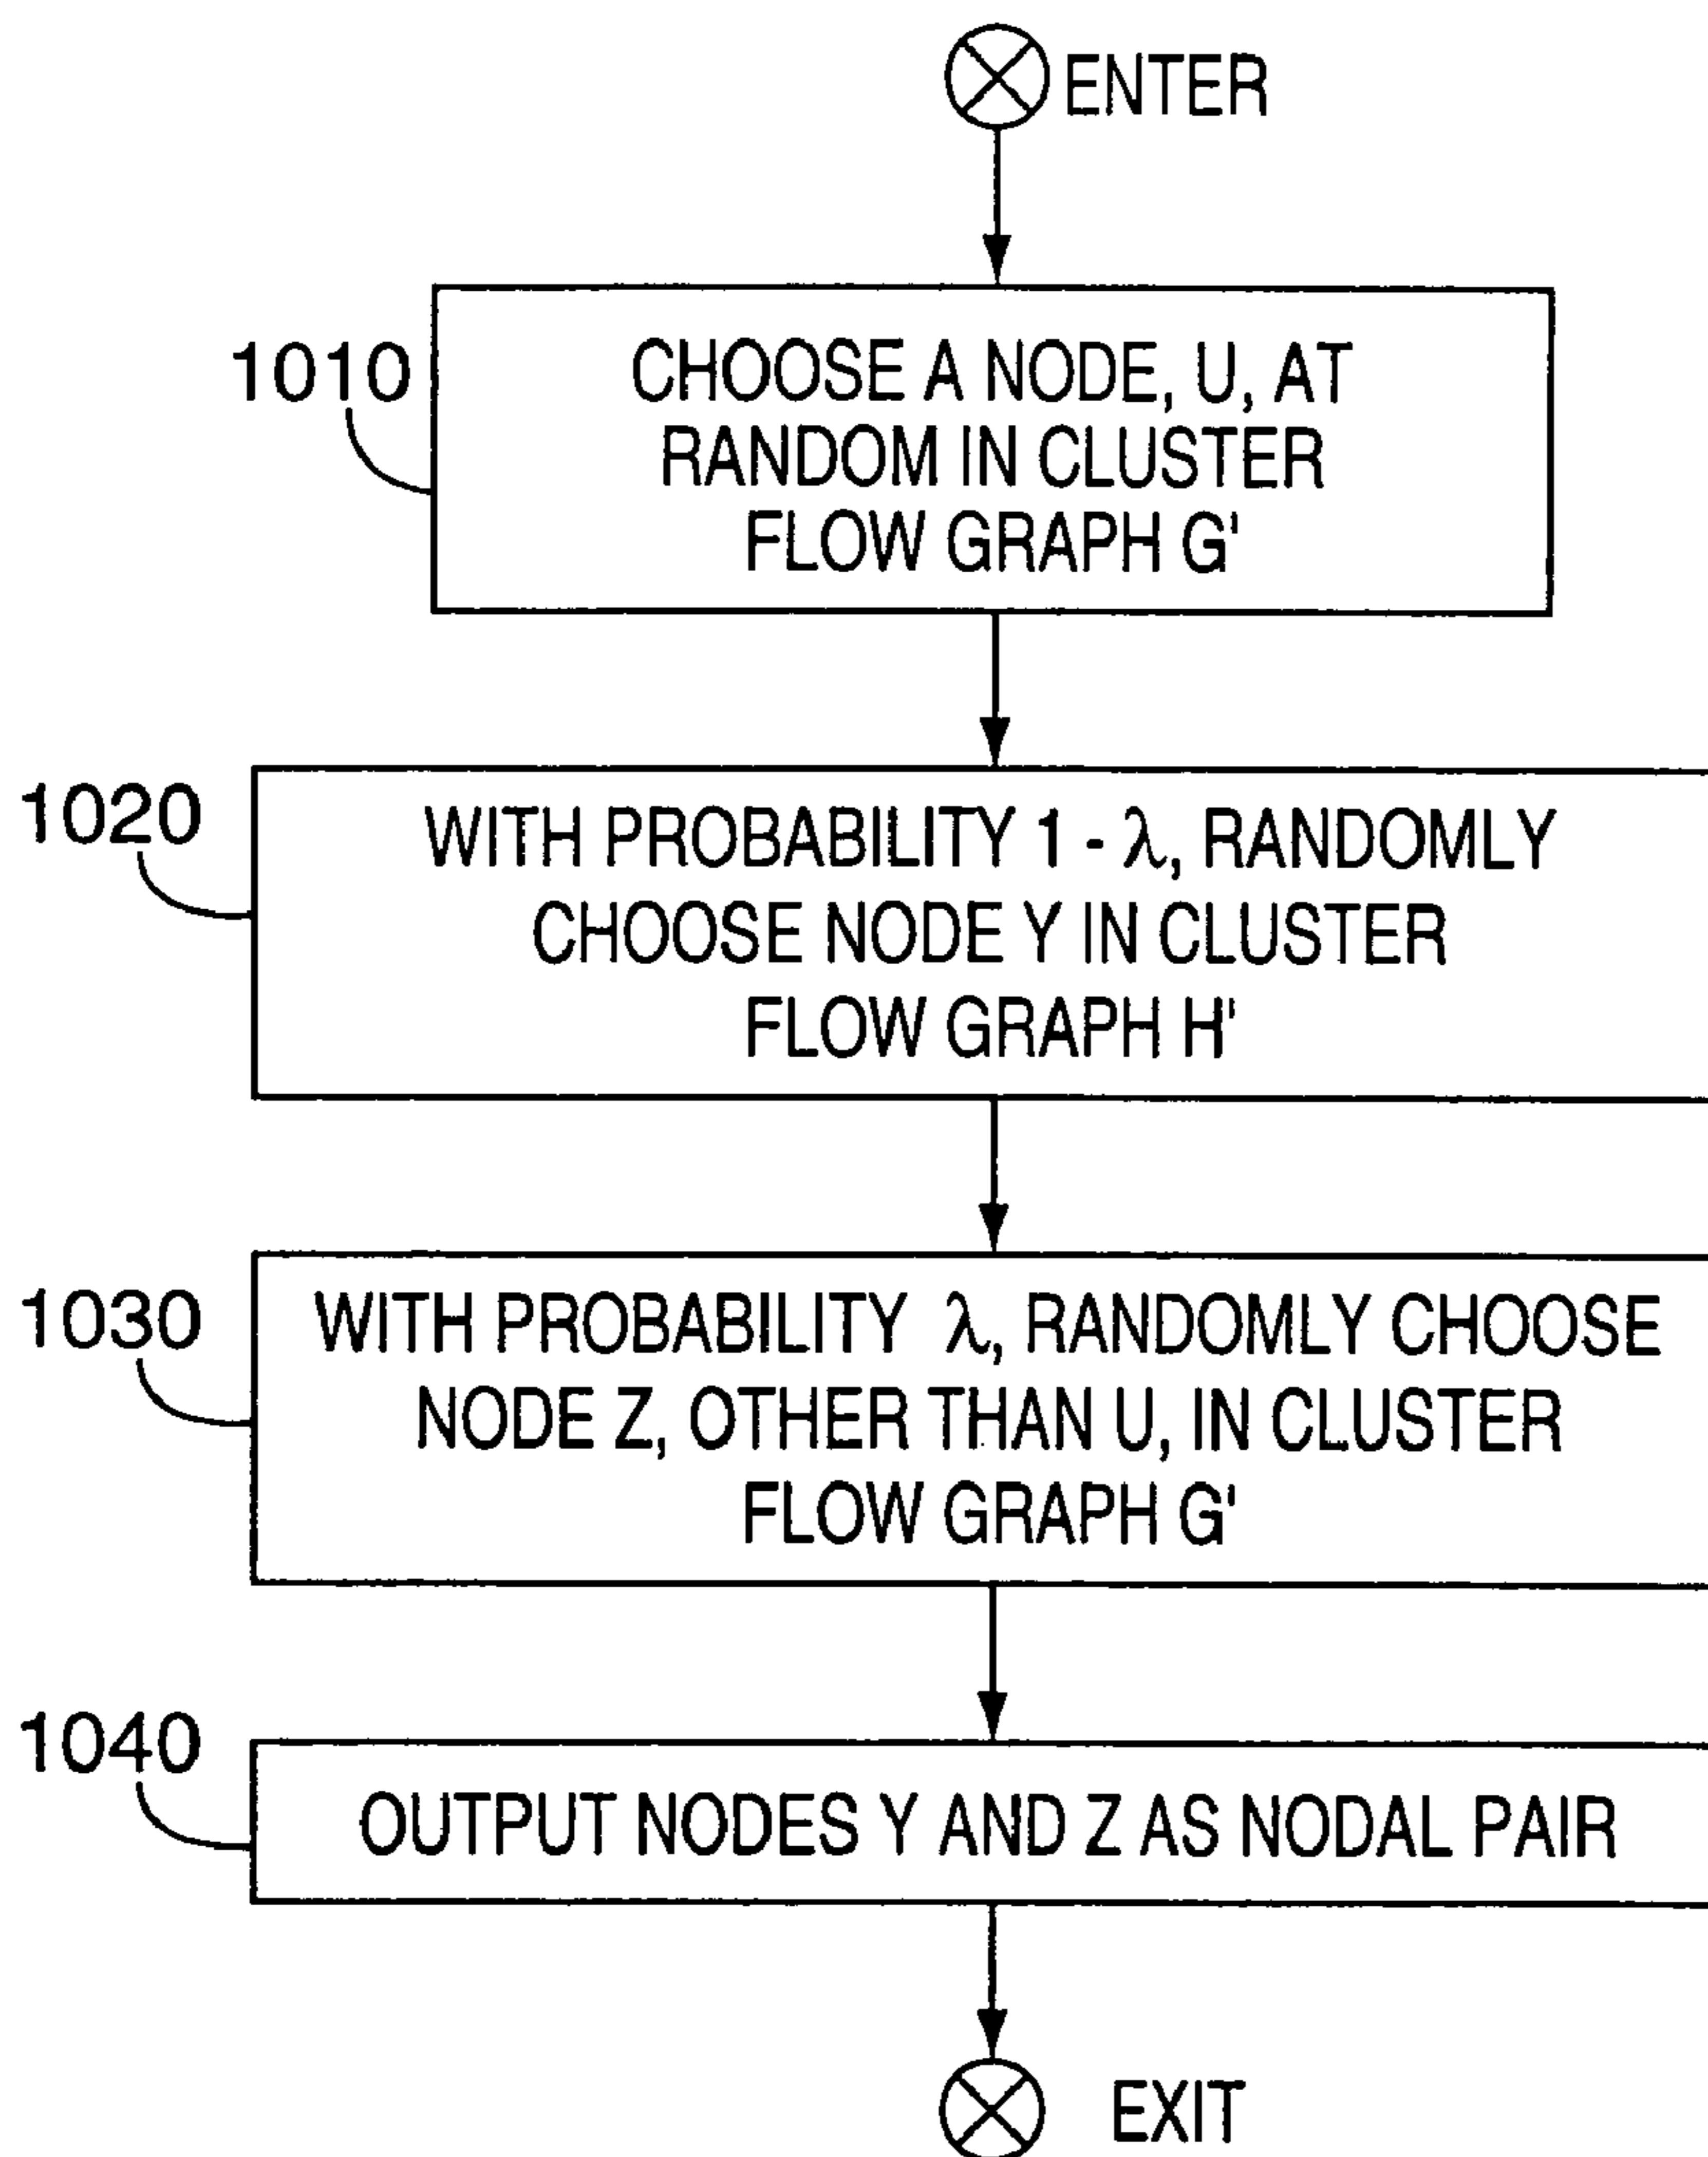 ENTER
1010
CHOOSE A NODE, U, AT
RANDOM IN CLUSTER
FLOW GRAPH G'
1020
WITH PROBABILITY 1 - λ, RANDOMLY
CHOOSE NODE Y IN CLUSTER
FLOW GRAPH H'
1030
WITH PROBABILITY λ, RANDOMLY CHOOSE
NODE Z, OTHER THAN U, IN CLUSTER
FLOW GRAPH G'
1040
OUTPUT NODES Y AND Z AS NODAL PAIR
EXIT